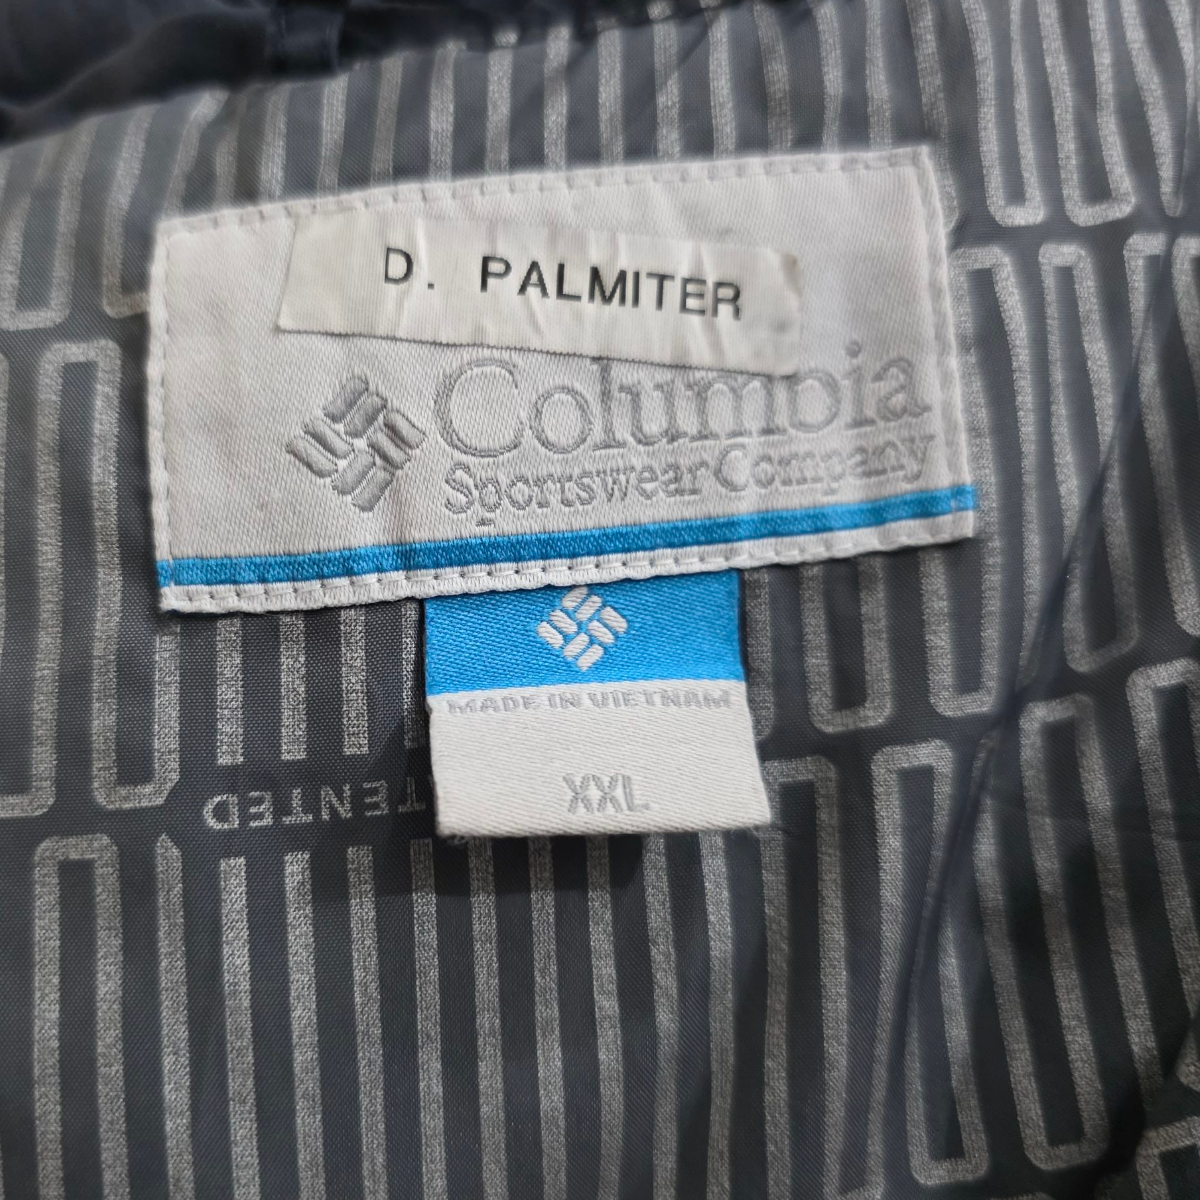 D. PALMITER
Columbia
Sportswear Company
MADE IN VIETNAM
XXL
TENTED